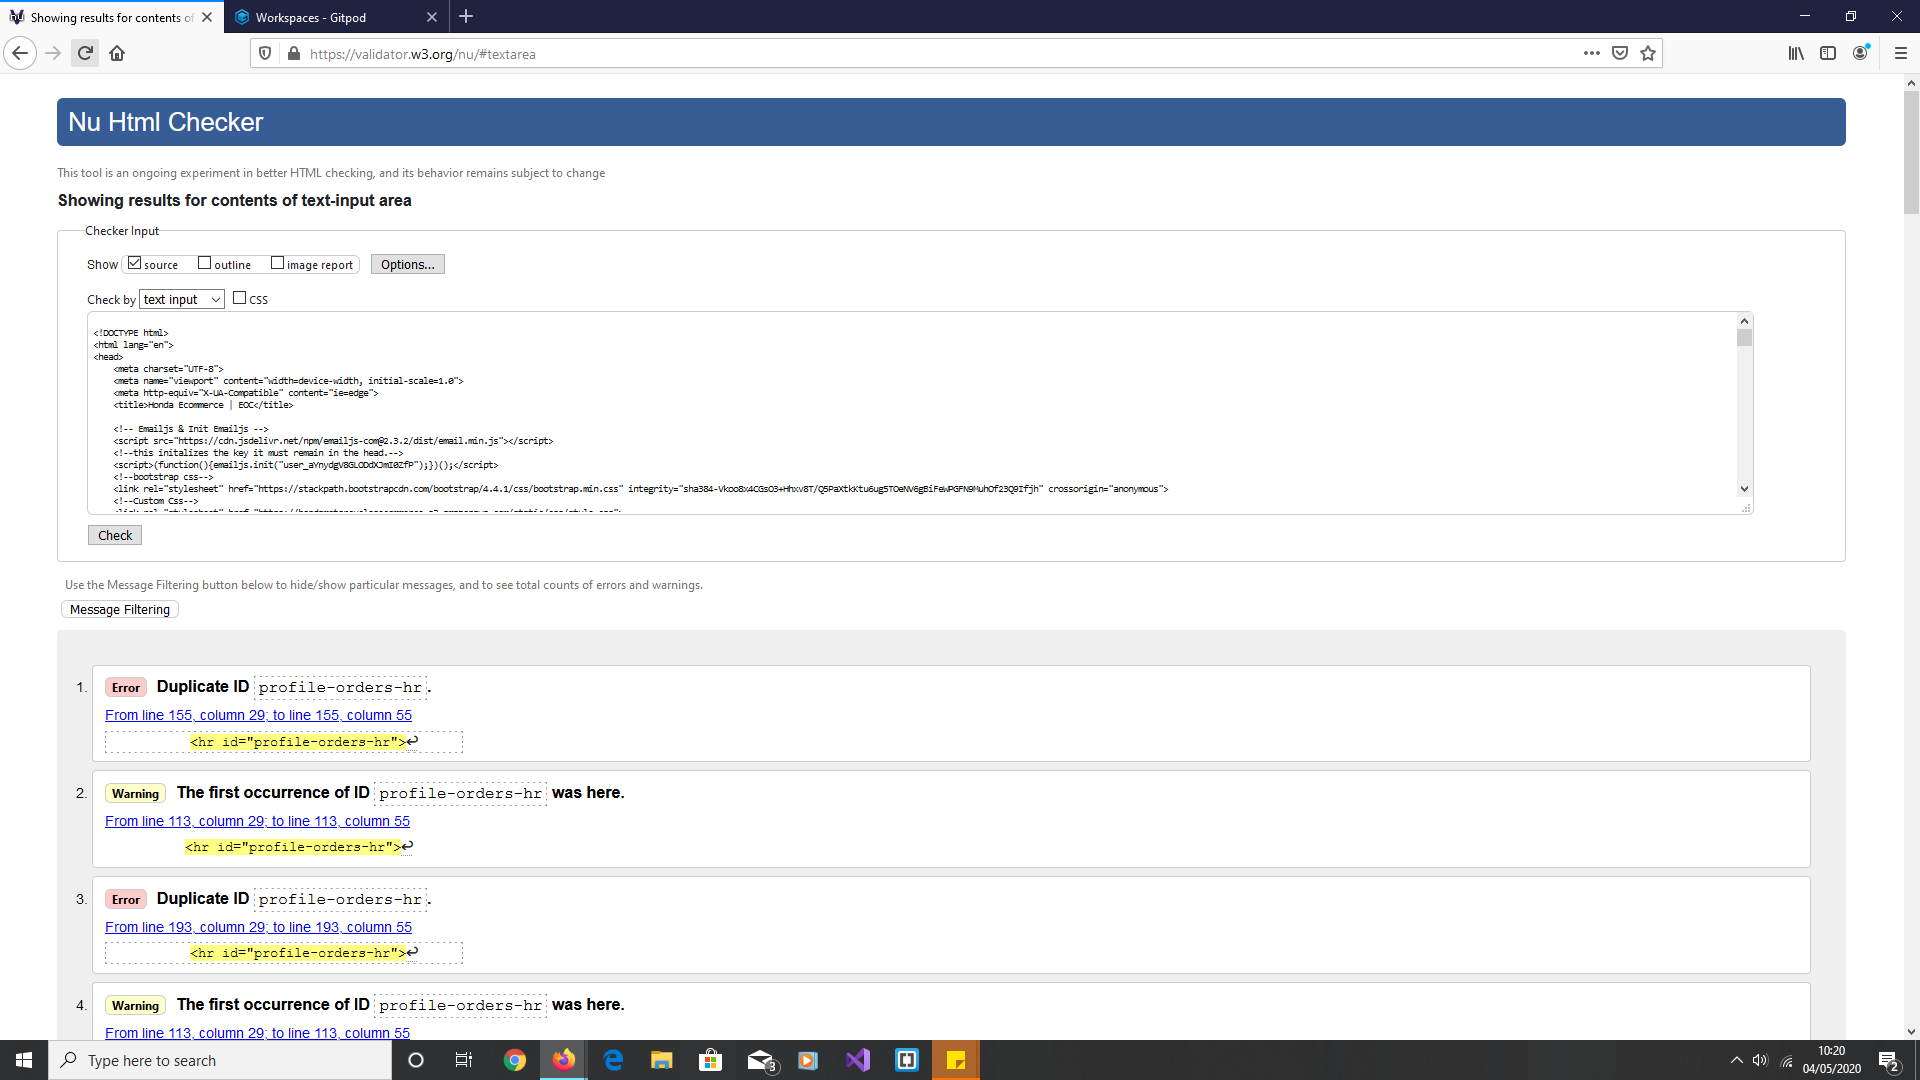 Showing results for contents of
Workspaces - Gitpod
https://validator.w3.org/nu/#textarea
Nu Html Checker
This tool is an ongoing experiment in better HTML checking, and its behavior remains subject to change
Showing results for contents of text-input area
Checker Input
Show source outline image report Options...
Check by text input CSS
<!DOCTYPE html>
<html lang="en">
<head>
<meta charset="UTF-8">
<meta name="viewport" content="width=device-width, initial-scale=1.0">
<meta http-equiv="X-UA-Compatible" content="ie=edge">
<title>Honda Ecommerce | EOC</title>
<!-- Emailjs & Init Emailjs -->
<script src="https://cdn.jsdelivr.net/npm/emailjs-com@2.3.2/dist/email.min.js"></script>
<!--this initalizes the key it must remain in the head.-->
<script>(function(){emailjs.init("user_aYnydgV8GLODdXJmI0ZfP");})();</script>
<!--bootstrap css-->
<link rel="stylesheet" href="https://stackpath.bootstrapcdn.com/bootstrap/4.4.1/css/bootstrap.min.css" integrity="sha384-Vkoo8x4CGsO3+Hhxv8T/Q5PaXtkKtu6ug5TOeNV6gBiFeWPGFN9MuhOf23Q9Ifjh" crossorigin="anonymous">
<!--Custom Css-->
Check
Use the Message Filtering button below to hide/show particular messages, and to see total counts of errors and warnings.
Message Filtering
1. Error Duplicate ID profile-orders-hr.
From line 155, column 29; to line 155, column 55
<hr id="profile-orders-hr">↩
2. Warning The first occurrence of ID profile-orders-hr was here.
From line 113, column 29; to line 113, column 55
<hr id="profile-orders-hr">↩
3. Error Duplicate ID profile-orders-hr.
From line 193, column 29; to line 193, column 55
<hr id="profile-orders-hr">↩
4. Warning The first occurrence of ID profile-orders-hr was here.
From line 113, column 29; to line 113, column 55
Type here to search
3
10:20
04/05/2020
2